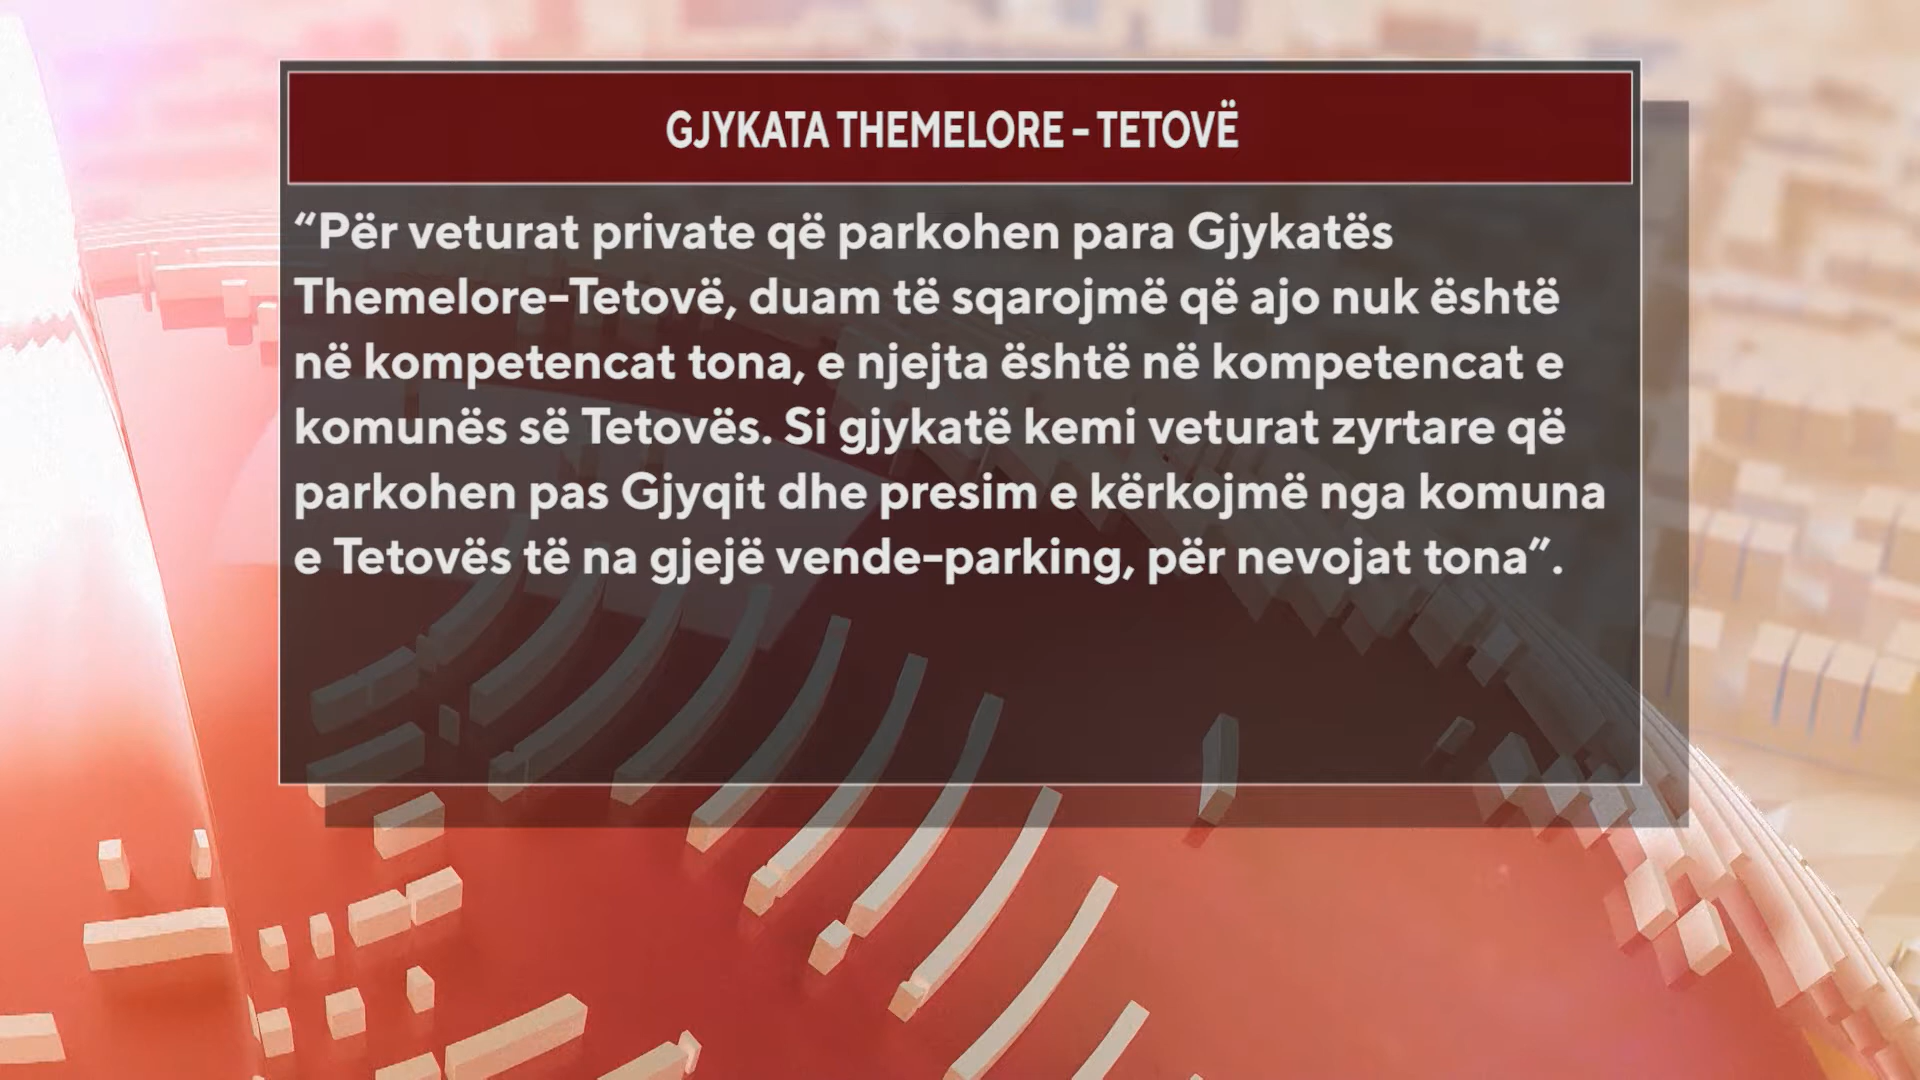 GJYKATA THEMELORE – TETOVË
“Për veturat private që parkohen para Gjykatës
Themelore-Tetovë, duam të sqarojmë që ajo nuk është
në kompetencat tona, e njejta është në kompetencat e
komunës së Tetovës. Si gjykatë kemi veturat zyrtare që
parkohen pas Gjyqit dhe presim e kërkojmë nga komuna
e Tetovës të na gjejë vende-parking, për nevojat tona”.